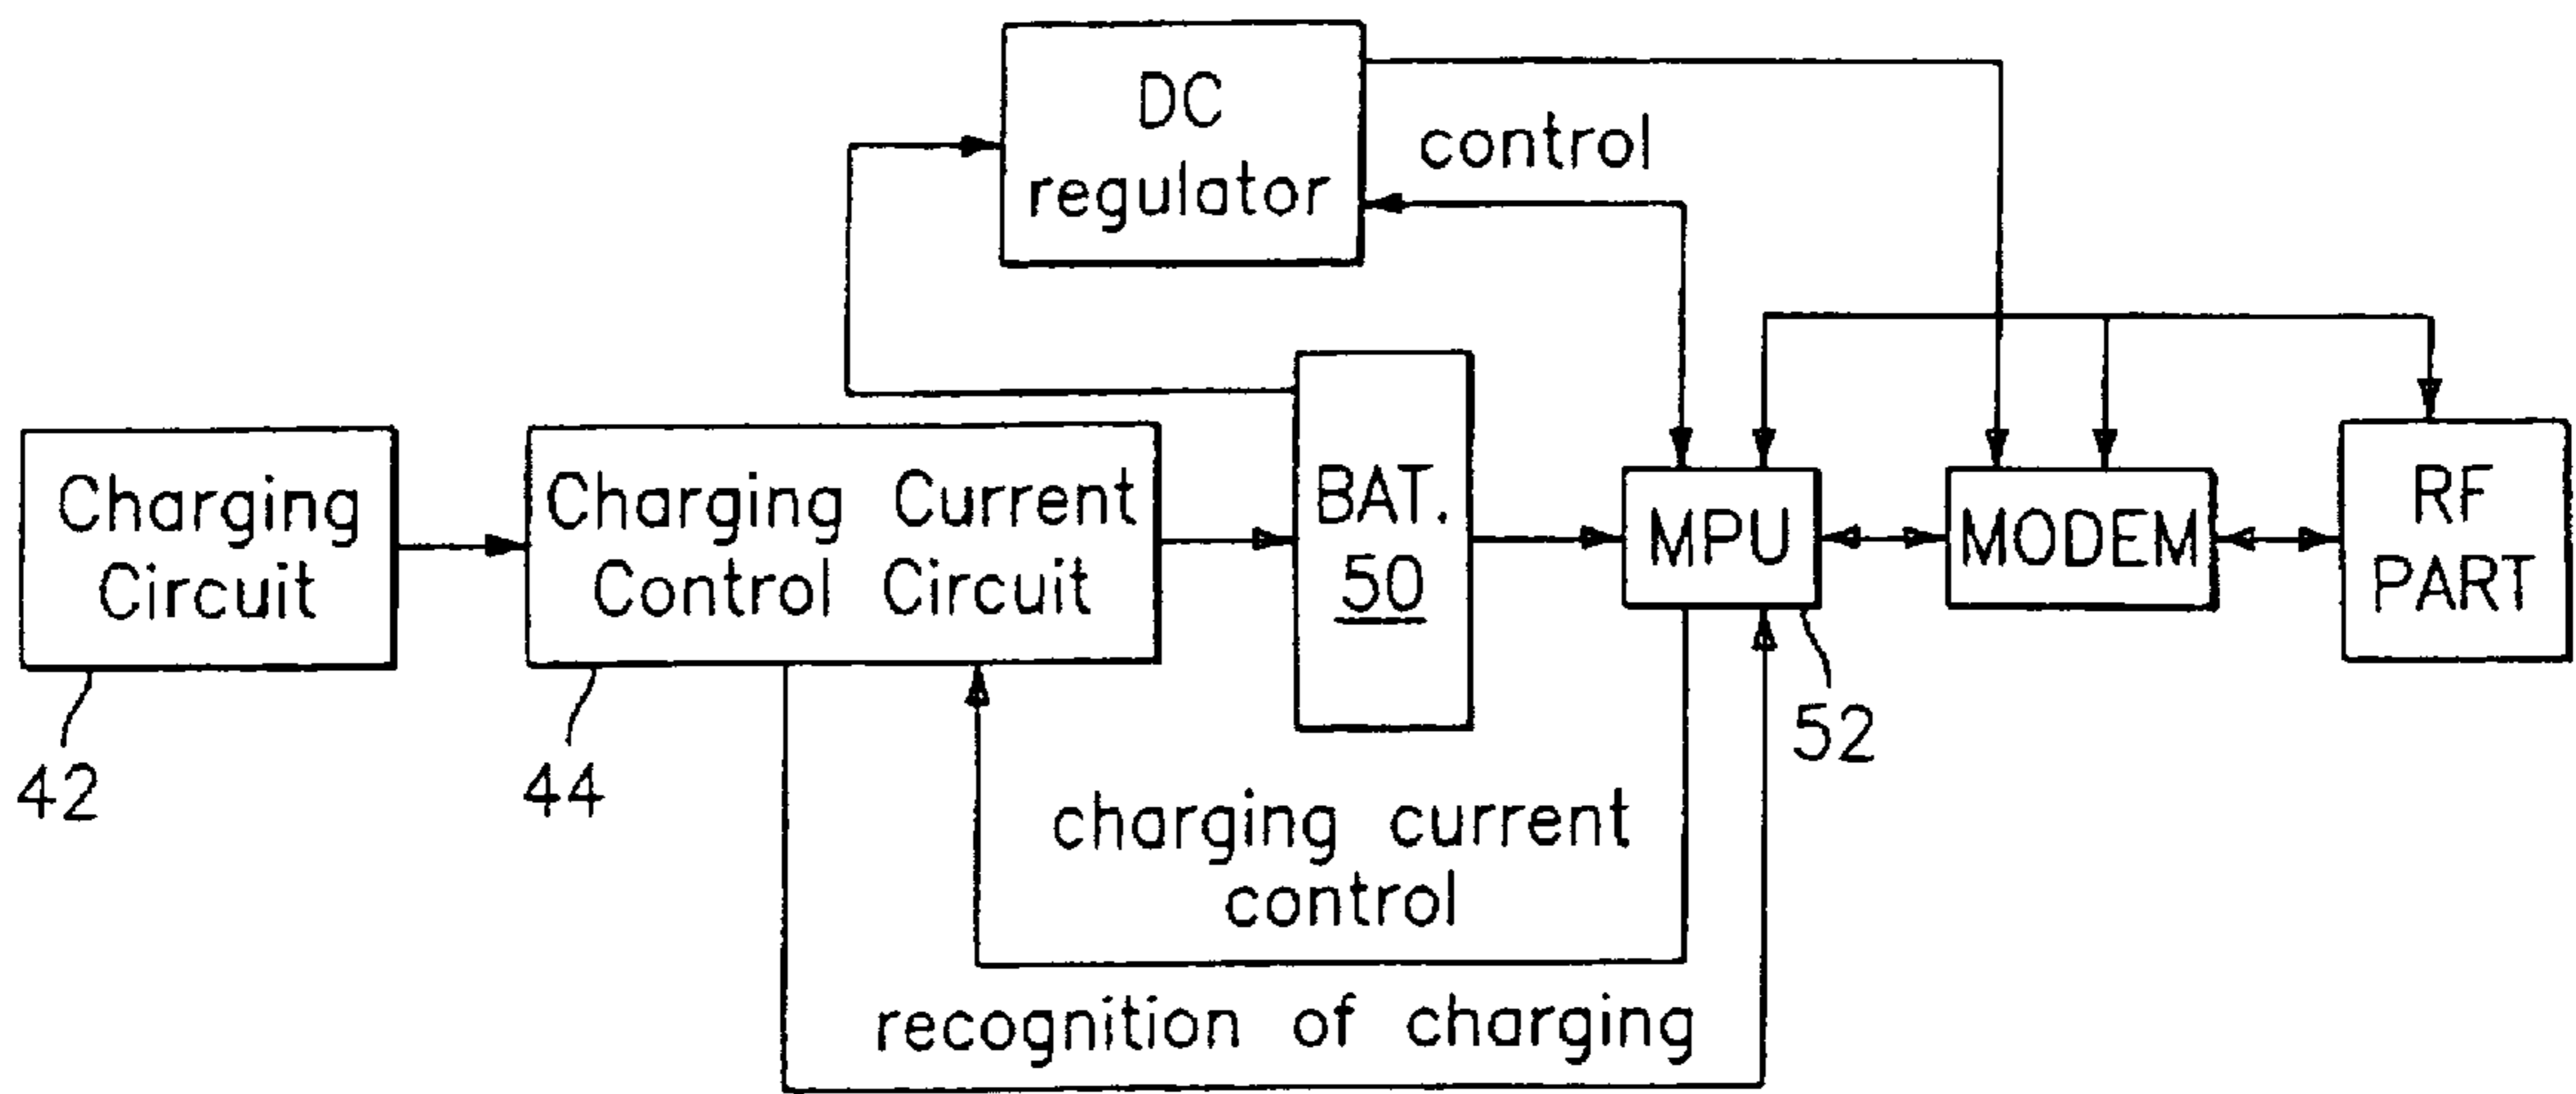 DC
regulator
control
Charging
Circuit
Charging Current
Control Circuit
BAT.
50
MPU
MODEM
RF
PART
42
44
52
charging current
control
recognition of charging